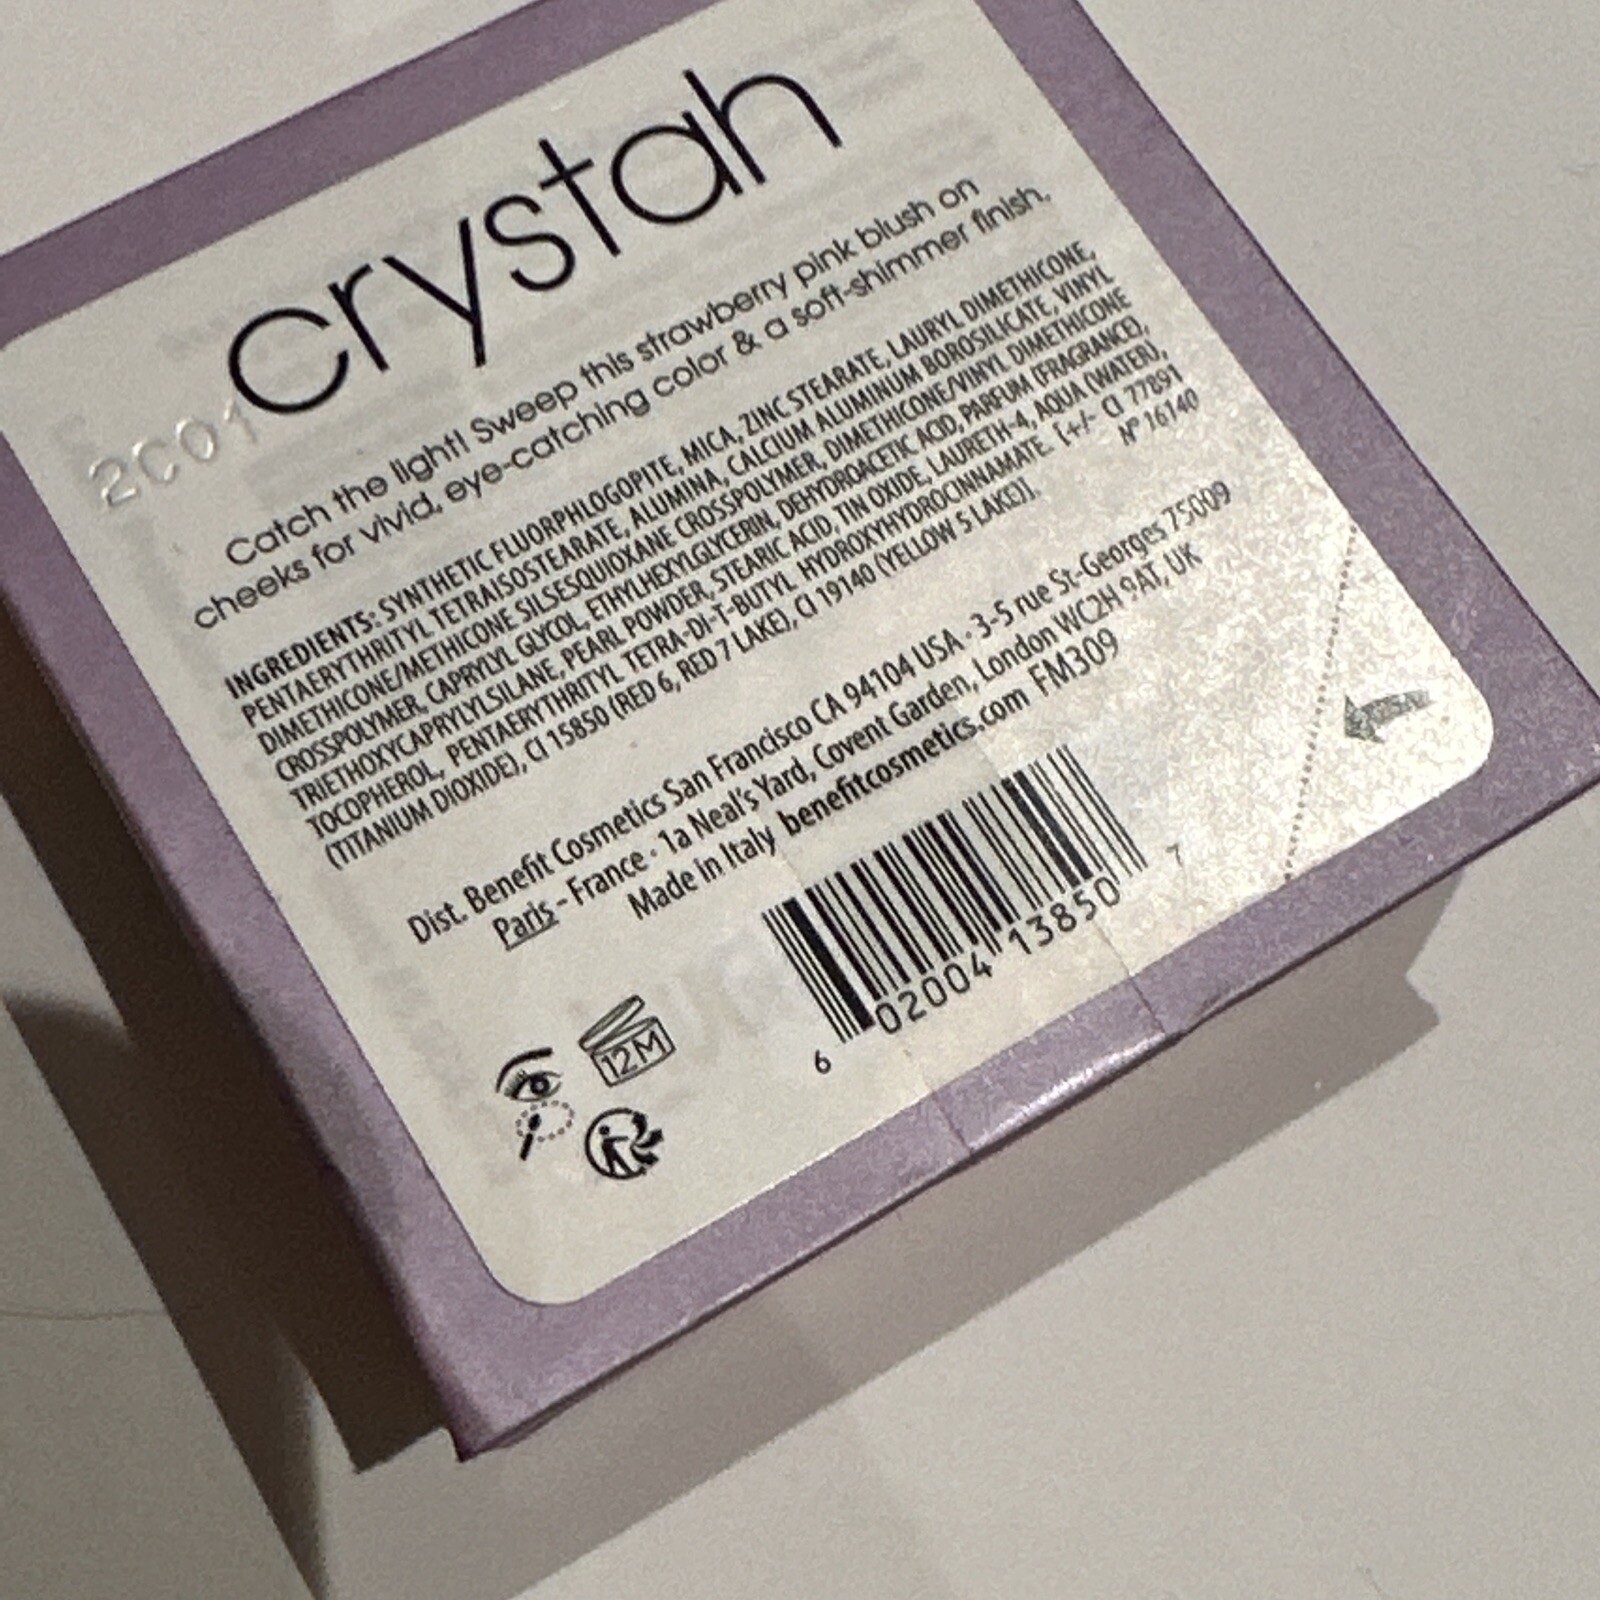 crystah
2C01
Catch the light! Sweep this strawberry pink blush on
cheeks for vivid, eye-catching color & a soft-shimmer finish.
INGREDIENTS: SYNTHETIC FLUORPHLOGOPITE, MICA, ZINC STEARATE, LAURYL DIMETHICONE,
PENTAERYTHRITYL TETRAISOSTEARATE, ALUMINA, CALCIUM ALUMINUM BOROSILICATE, VINYL
DIMETHICONE/METHICONE SILSESQUIOXANE CROSSPOLYMER, DIMETHICONE/VINYL DIMETHICONE
CROSSPOLYMER, CAPRYLYL GLYCOL, ETHYLHEXYLGLYCERIN, DEHYDROACETIC ACID, PARFUM (FRAGRANCE),
TRIETHOXYCAPRYLYLSILANE, PEARL POWDER, STEARIC ACID, TIN OXIDE, LAURETH-4, AQUA (WATER),
TOCOPHEROL, PENTAERYTHRITYL TETRA-DI-T-BUTYL HYDROXYHYDROCINNAMATE. [+/- CI 77891
(TITANIUM DIOXIDE), CI 15850 (RED 6, RED 7 LAKE), CI 19140 (YELLOW 5 LAKE)].
N° 16140
Dist. Benefit Cosmetics San Francisco CA 94104 USA · 3-5 rue St-Georges 75009
Paris – France · 1a Neal's Yard, Covent Garden, London WC2H 9AT, UK
Made in Italy benefitcosmetics.com FM309
6 02004 13850 7
12M